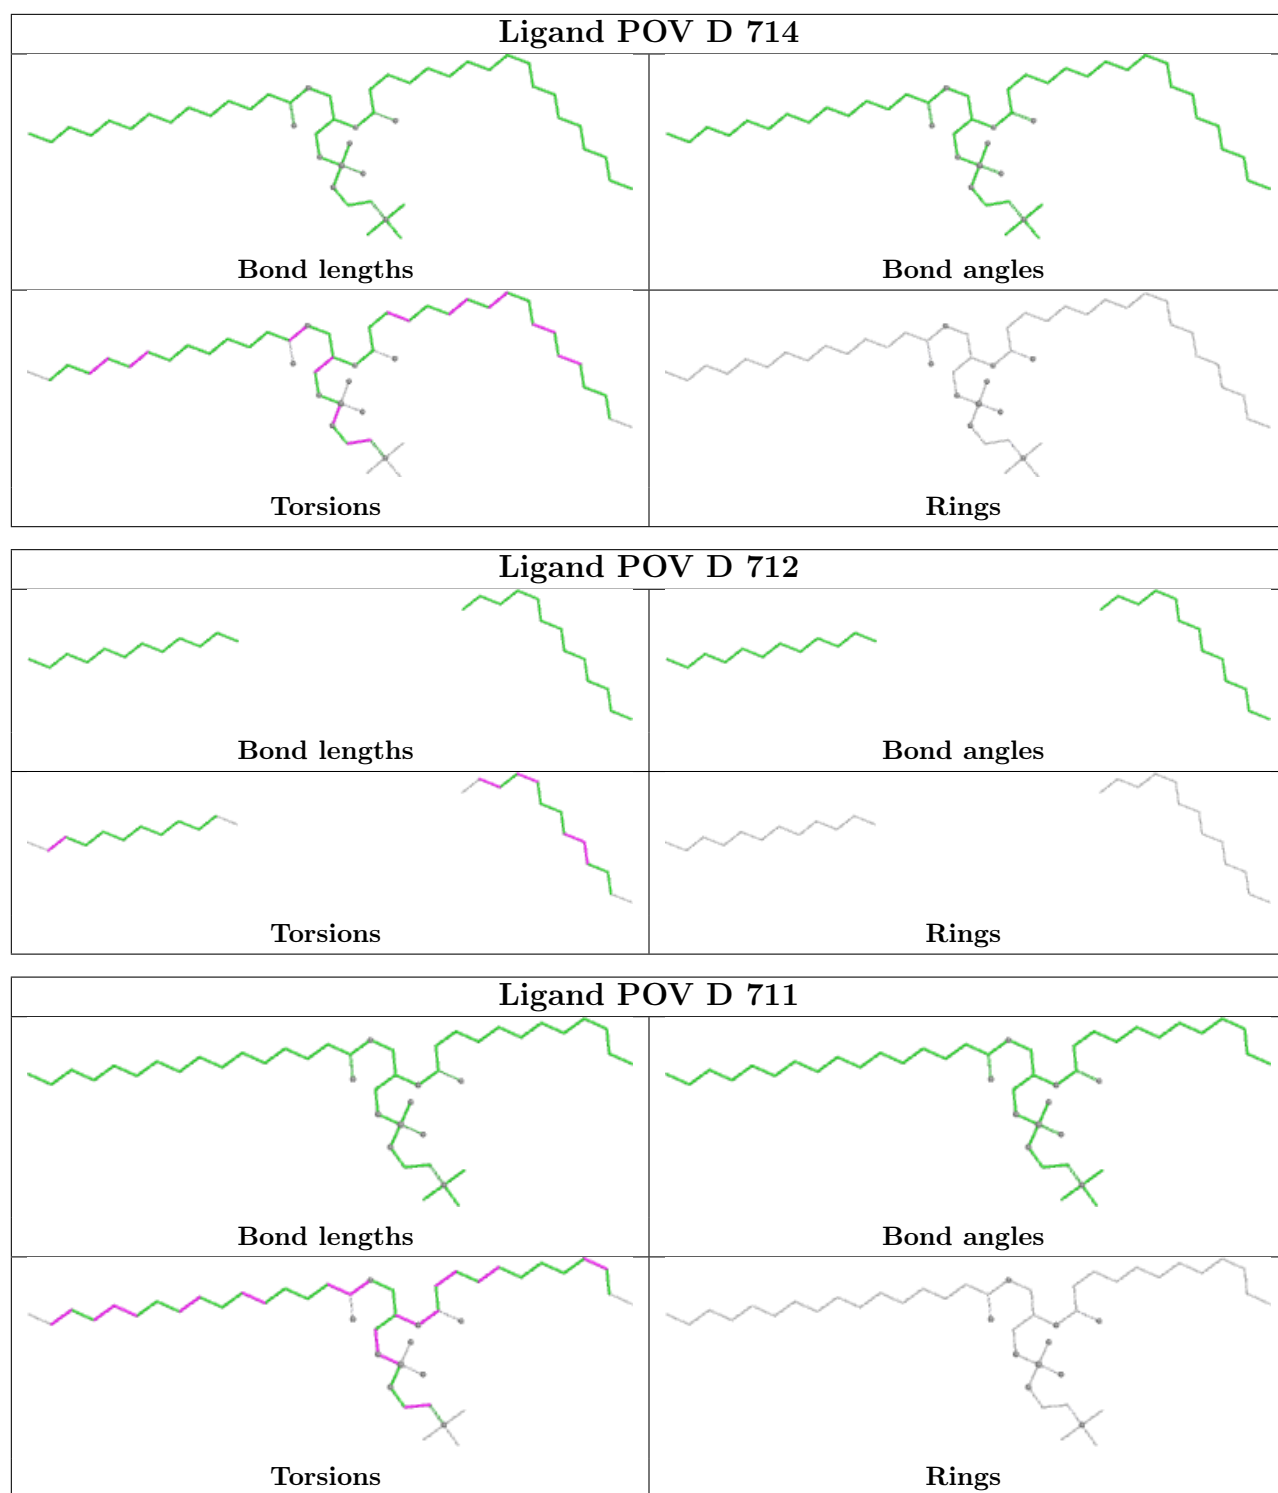 Ligand POV D 714
Bond lengths
Bond angles
Torsions
Rings
Ligand POV D 712
Bond lengths
Bond angles
Torsions
Rings
Ligand POV D 711
Bond lengths
Bond angles
Torsions
Rings